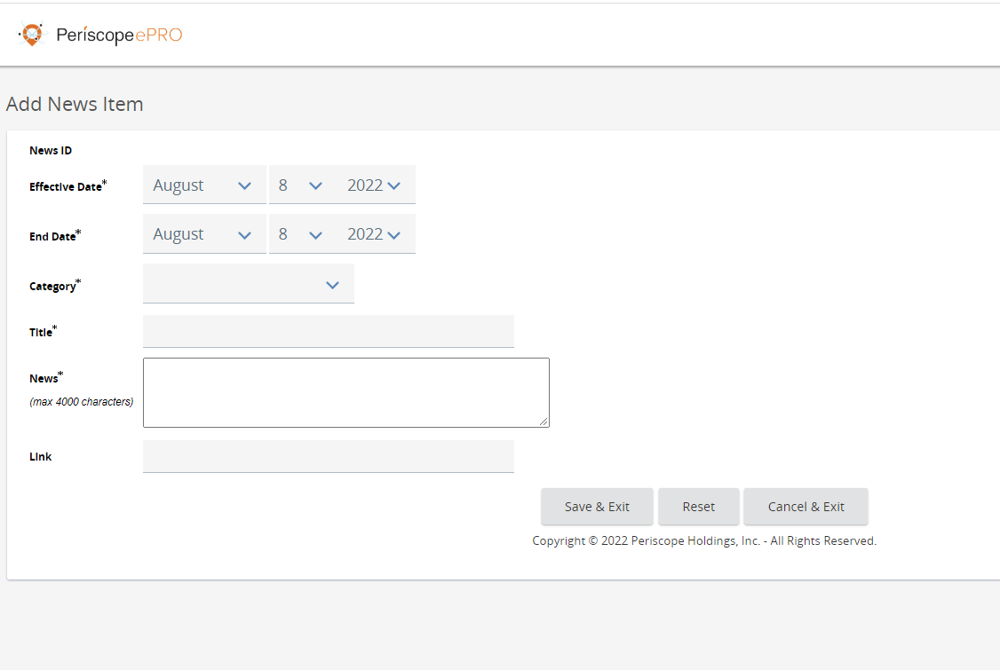 Periscope ePRO
Add News Item
News ID
Effective Date* August 8 2022
End Date* August 8 2022
Category*
Title*
News*
(max 4000 characters)
Link
Save & Exit Reset Cancel & Exit
Copyright © 2022 Periscope Holdings, Inc. - All Rights Reserved.